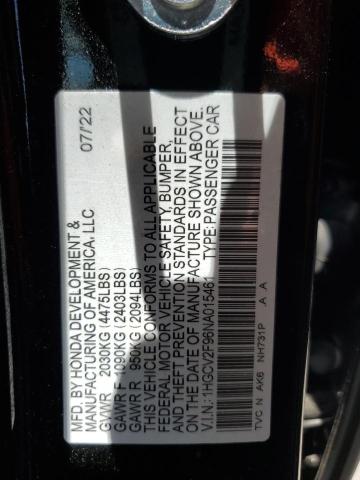 MFD. BY HONDA DEVELOPMENT &
MANUFACTURING OF AMERICA, LLC 07/'22
GVWR 2030KG (4475LBS)
GAWR F 1090KG (2403LBS)
GAWR R 950KG (2094LBS)
THIS VEHICLE CONFORMS TO ALL APPLICABLE
FEDERAL MOTOR VEHICLE SAFETY, BUMPER,
AND THEFT PREVENTION STANDARDS IN EFFECT
ON THE DATE OF MANUFACTURE SHOWN ABOVE.
V.I.N.: 1HGCV2F96NA015461 TYPE: PASSENGER CAR
TVC N AK6 NH731P A A